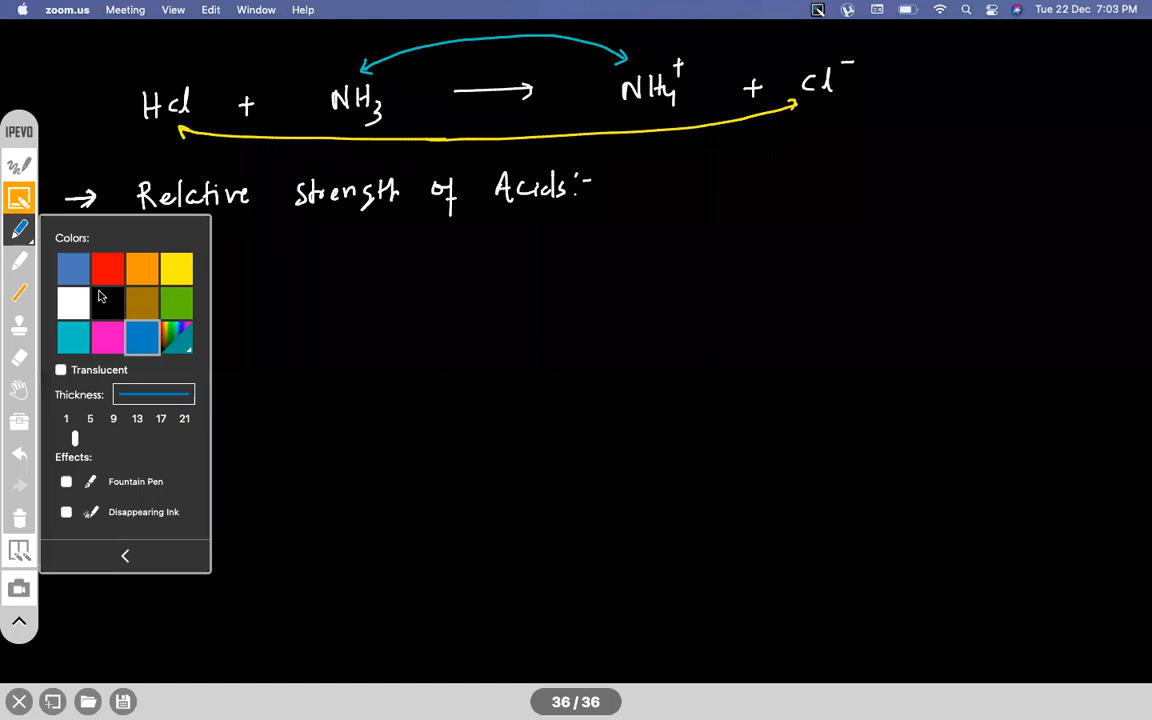 zoom.us Meeting View Edit Window Help Tue 22 Dec 7:03 PM
HCl + NH3 → NH4+ + Cl-
IPEVO
→ Relative strength of Acids:-
Colors:
Translucent
Thickness:
1 5 9 13 17 21
Effects:
Fountain Pen
Disappearing Ink
36 / 36